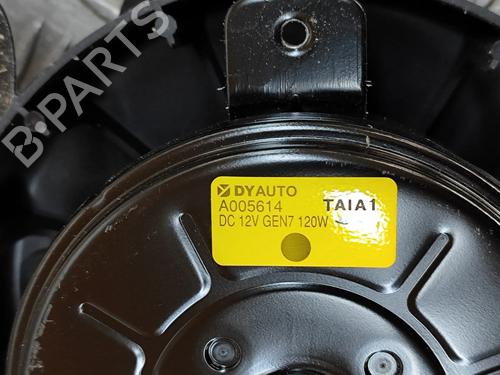 B-PARTS
DYAUTO
A005614 TAIA1
DC 12V GEN7 120W